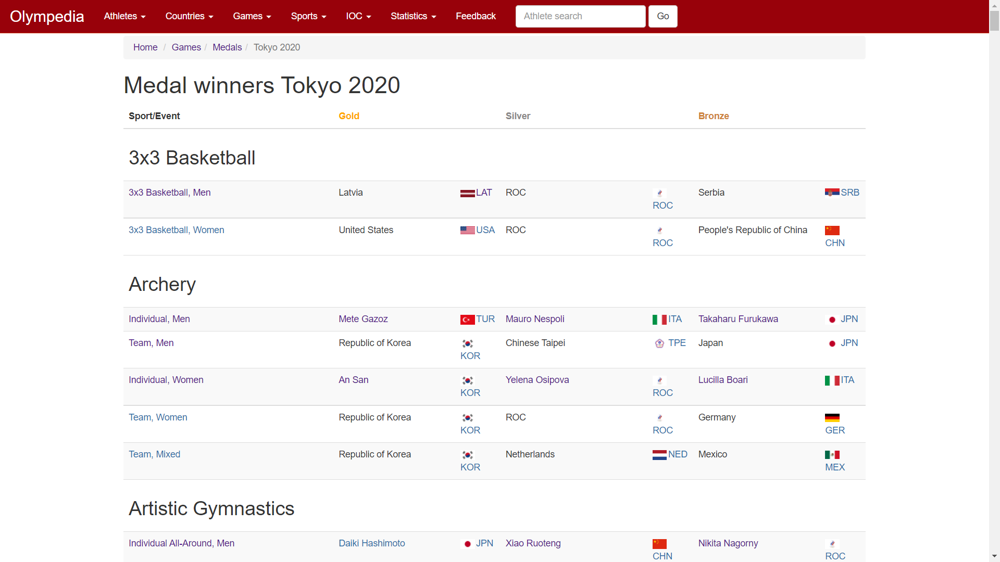 Olympedia Athletes Countries Games Sports IOC Statistics Feedback Athlete search Go
Home / Games / Medals / Tokyo 2020
Medal winners Tokyo 2020
Sport/Event Gold Silver Bronze
3x3 Basketball
3x3 Basketball, Men Latvia LAT ROC ROC Serbia SRB
3x3 Basketball, Women United States USA ROC ROC People's Republic of China CHN
Archery
Individual, Men Mete Gazoz TUR Mauro Nespoli ITA Takaharu Furukawa JPN
Team, Men Republic of Korea KOR Chinese Taipei TPE Japan JPN
Individual, Women An San KOR Yelena Osipova ROC Lucilla Boari ITA
Team, Women Republic of Korea KOR ROC ROC Germany GER
Team, Mixed Republic of Korea KOR Netherlands NED Mexico MEX
Artistic Gymnastics
Individual All-Around, Men Daiki Hashimoto JPN Xiao Ruoteng CHN Nikita Nagorny ROC